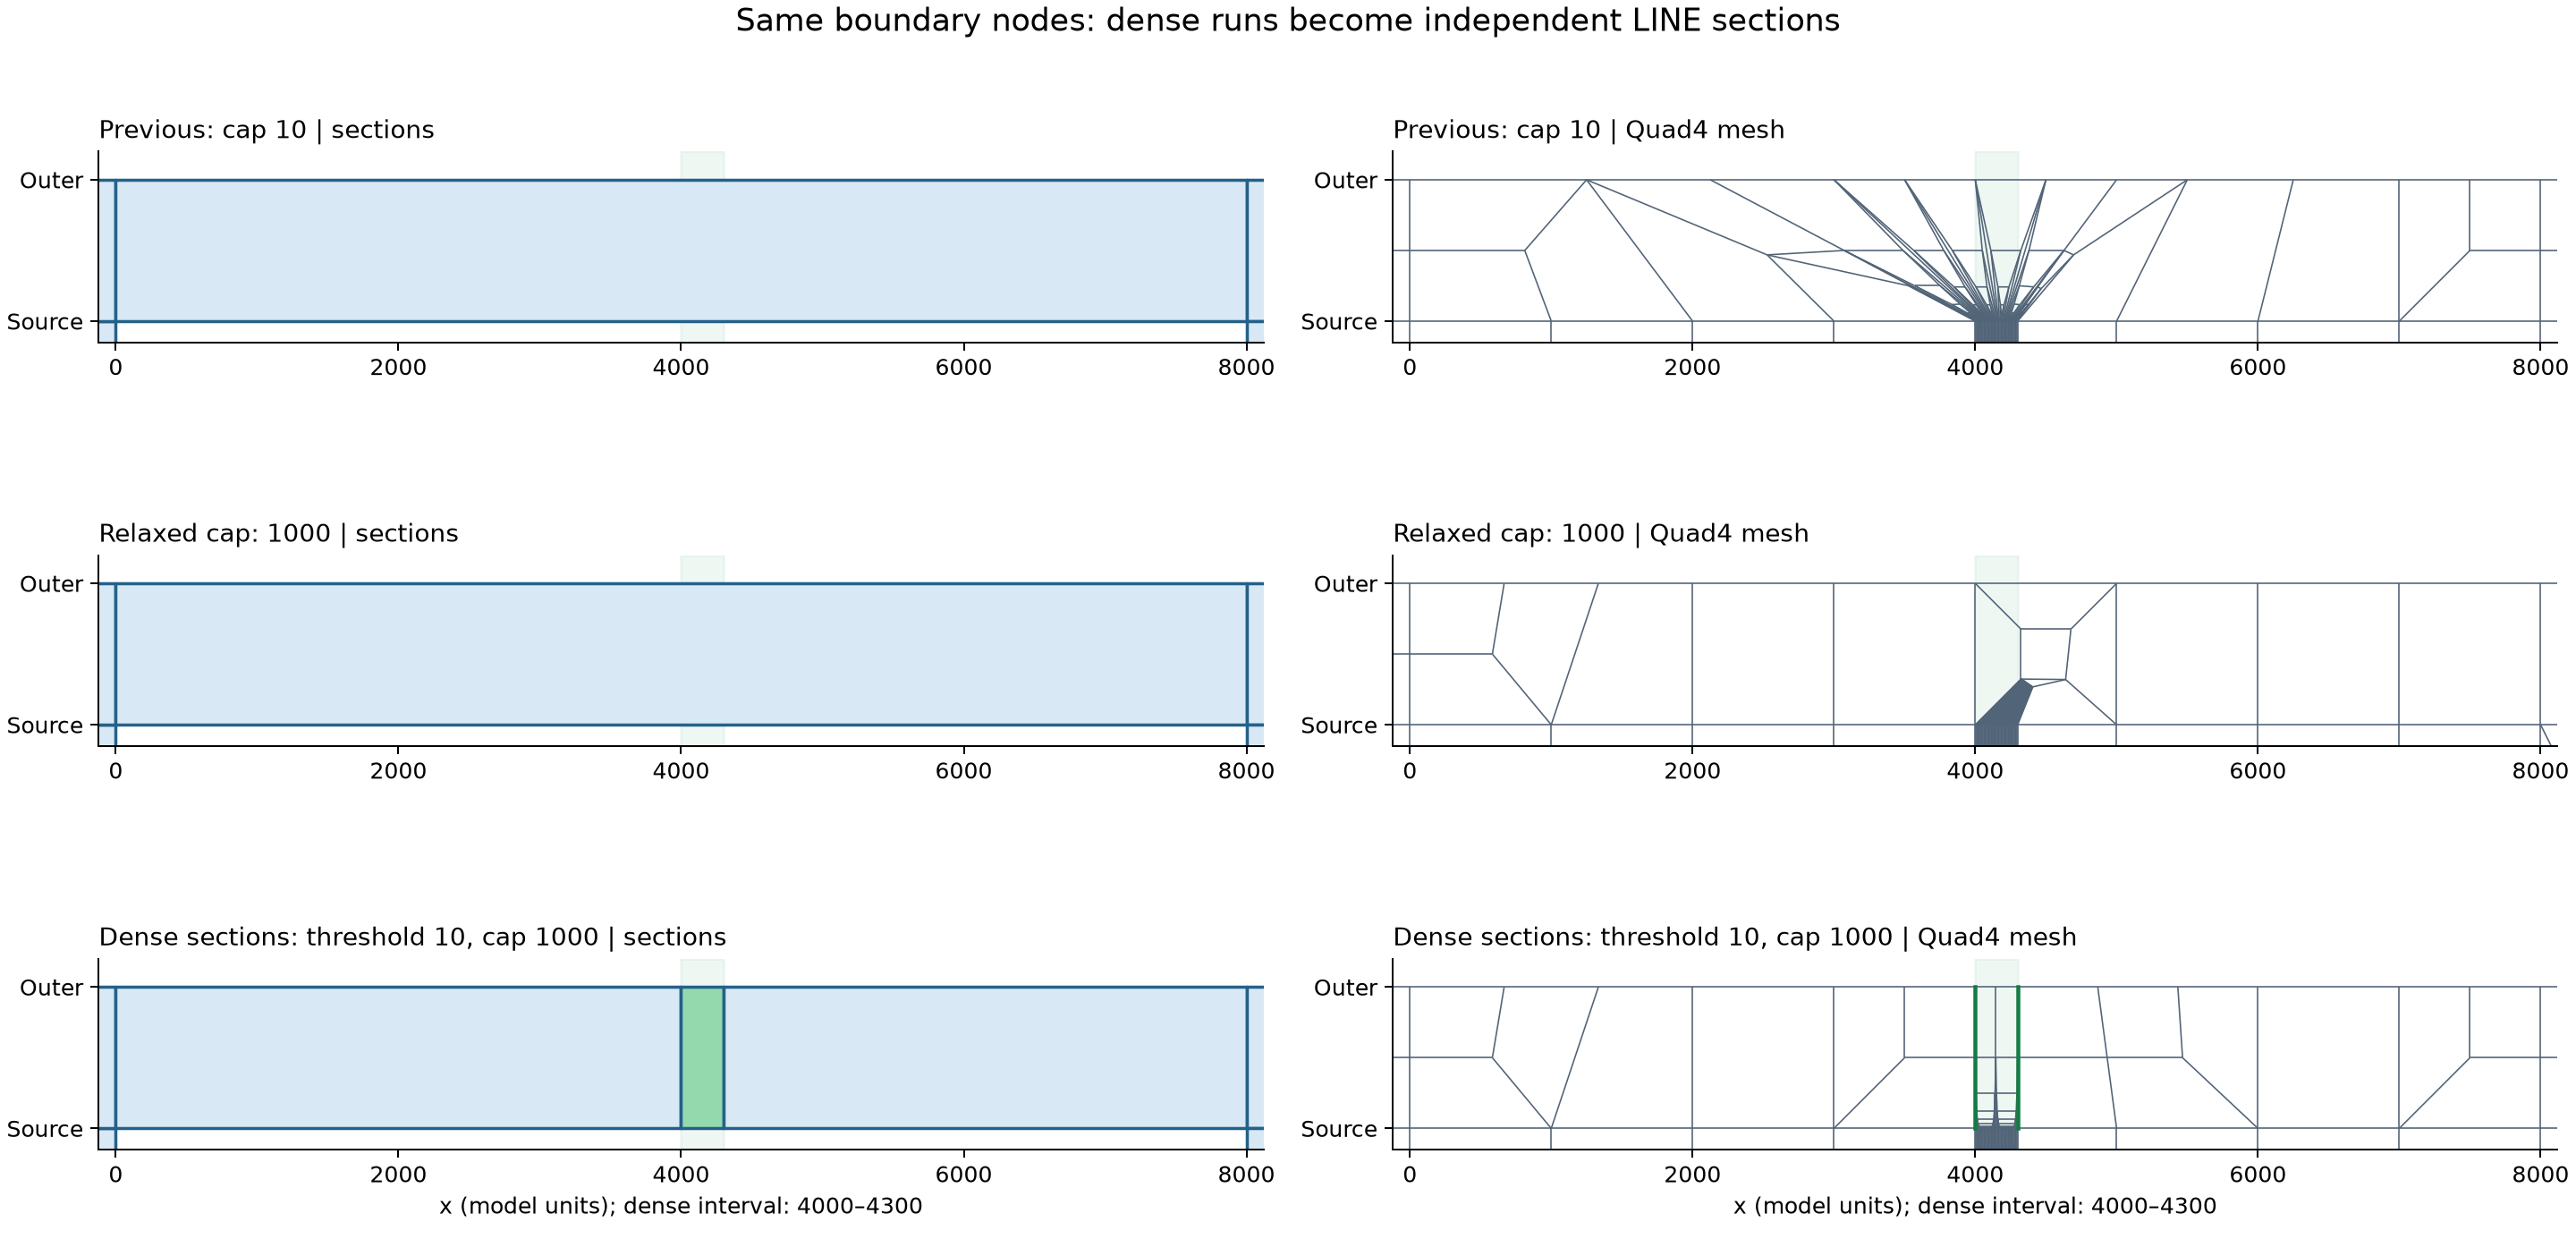 Same boundary nodes: dense runs become independent LINE sections
Previous: cap 10 | sections
Outer
Source
0 2000 4000 6000 8000
Previous: cap 10 | Quad4 mesh
Outer
Source
0 2000 4000 6000 8000
Relaxed cap: 1000 | sections
Outer
Source
0 2000 4000 6000 8000
Relaxed cap: 1000 | Quad4 mesh
Outer
Source
0 2000 4000 6000 8000
Dense sections: threshold 10, cap 1000 | sections
Outer
Source
0 2000 4000 6000 8000
x (model units); dense interval: 4000–4300
Dense sections: threshold 10, cap 1000 | Quad4 mesh
Outer
Source
0 2000 4000 6000 8000
x (model units); dense interval: 4000–4300